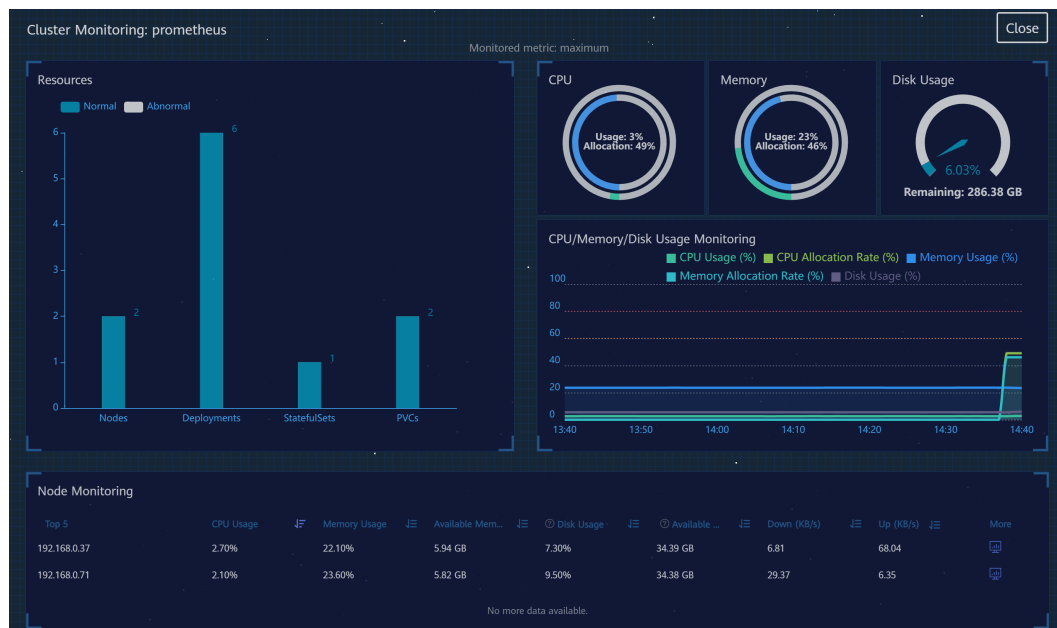 Cluster Monitoring: prometheus
Close
Monitored metric: maximum
Resources
Normal Abnormal
6
5
4
3
2
1
0
2
6
1
2
Nodes Deployments StatefulSets PVCs
CPU
Usage: 3%
Allocation: 49%
Memory
Usage: 23%
Allocation: 46%
Disk Usage
6.03%
Remaining: 286.38 GB
CPU/Memory/Disk Usage Monitoring
CPU Usage (%) CPU Allocation Rate (%) Memory Usage (%)
Memory Allocation Rate (%) Disk Usage (%)
100
80
60
40
20
0
13:40 13:50 14:00 14:10 14:20 14:30 14:40
Node Monitoring
Top 5 CPU Usage Memory Usage Available Mem... Disk Usage Available ... Down (KB/s) Up (KB/s) More
192.168.0.37 2.70% 22.10% 5.94 GB 7.30% 34.39 GB 6.81 68.04
192.168.0.71 2.10% 23.60% 5.82 GB 9.50% 34.38 GB 29.37 6.35
No more data available.